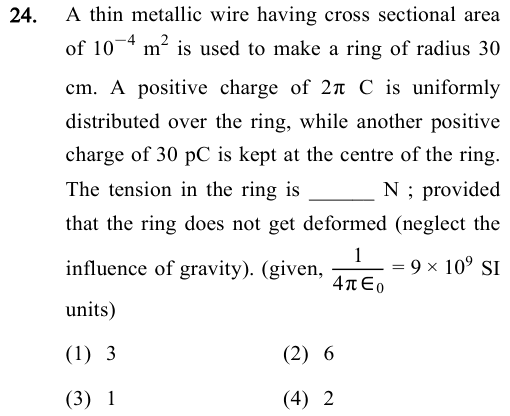 24. A thin metallic wire having cross sectional area
of 10⁻⁴ m² is used to make a ring of radius 30
cm. A positive charge of 2π C is uniformly
distributed over the ring, while another positive
charge of 30 pC is kept at the centre of the ring.
The tension in the ring is ______ N ; provided
that the ring does not get deformed (neglect the
influence of gravity). (given, 1/4π∈₀ = 9 × 10⁹ SI
units)
(1) 3 (2) 6
(3) 1 (4) 2